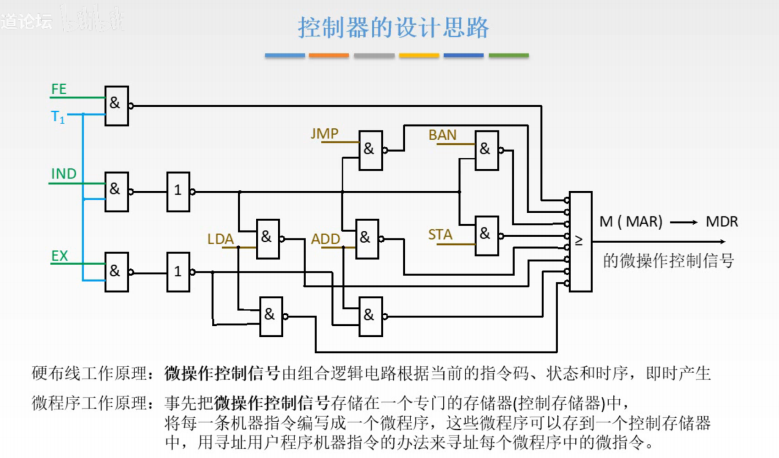 道论坛
控制器的设计思路
FE
&
T1
JMP
&
BAN
&
IND
&
1
LDA
&
ADD
&
STA
&
≥
M ( MAR) → MDR
的微操作控制信号
EX
&
1
&
&
硬布线工作原理：微操作控制信号由组合逻辑电路根据当前的指令码、状态和时序，即时产生
微程序工作原理：事先把微操作控制信号存储在一个专门的存储器(控制存储器)中，
将每一条机器指令编写成一个微程序，这些微程序可以存到一个控制存储器
中，用寻址用户程序机器指令的办法来寻址每个微程序中的微指令。